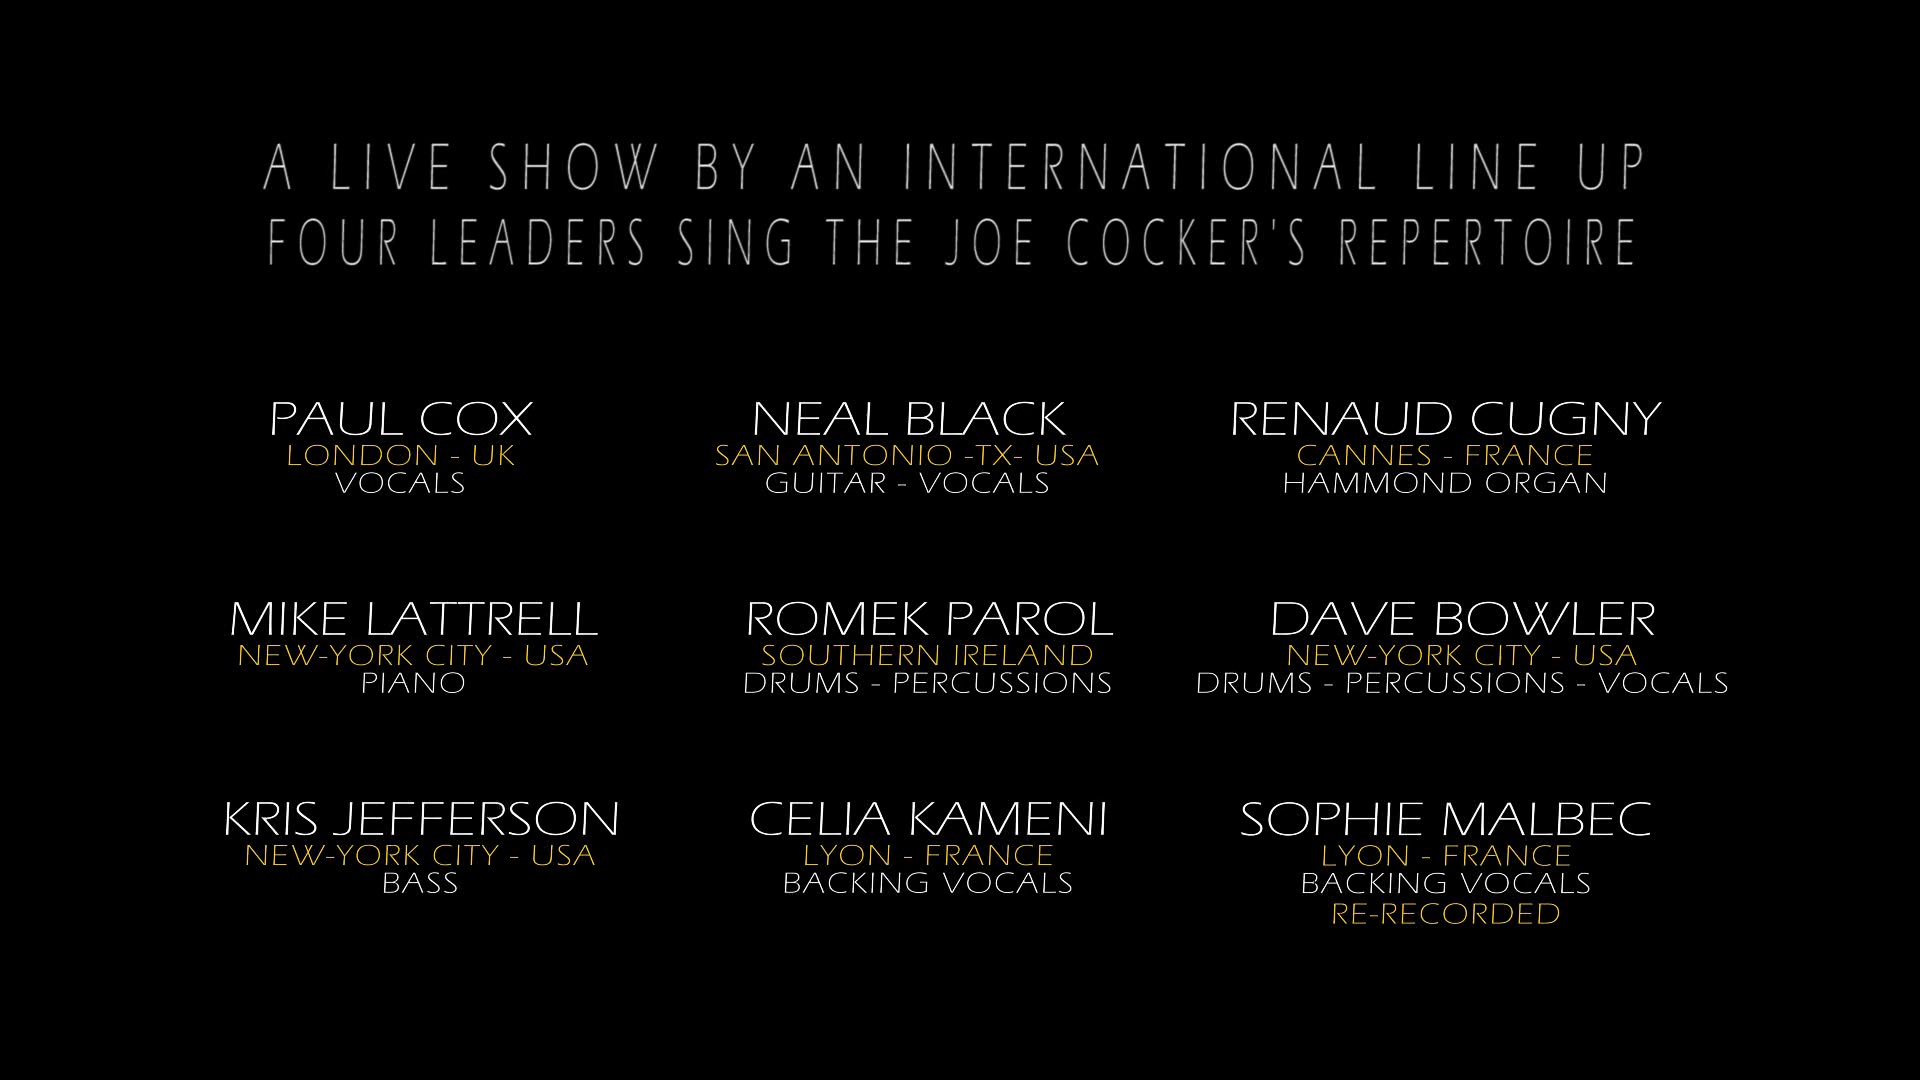 A LIVE SHOW BY AN INTERNATIONAL LINE UP
FOUR LEADERS SING THE JOE COCKER'S REPERTOIRE
PAUL COX
LONDON - UK
VOCALS
NEAL BLACK
SAN ANTONIO -TX- USA
GUITAR - VOCALS
RENAUD CUGNY
CANNES - FRANCE
HAMMOND ORGAN
MIKE LATTRELL
NEW-YORK CITY - USA
PIANO
ROMEK PAROL
SOUTHERN IRELAND
DRUMS - PERCUSSIONS
DAVE BOWLER
NEW-YORK CITY - USA
DRUMS - PERCUSSIONS - VOCALS
KRIS JEFFERSON
NEW-YORK CITY - USA
BASS
CELIA KAMENI
LYON - FRANCE
BACKING VOCALS
SOPHIE MALBEC
LYON - FRANCE
BACKING VOCALS
RE-RECORDED